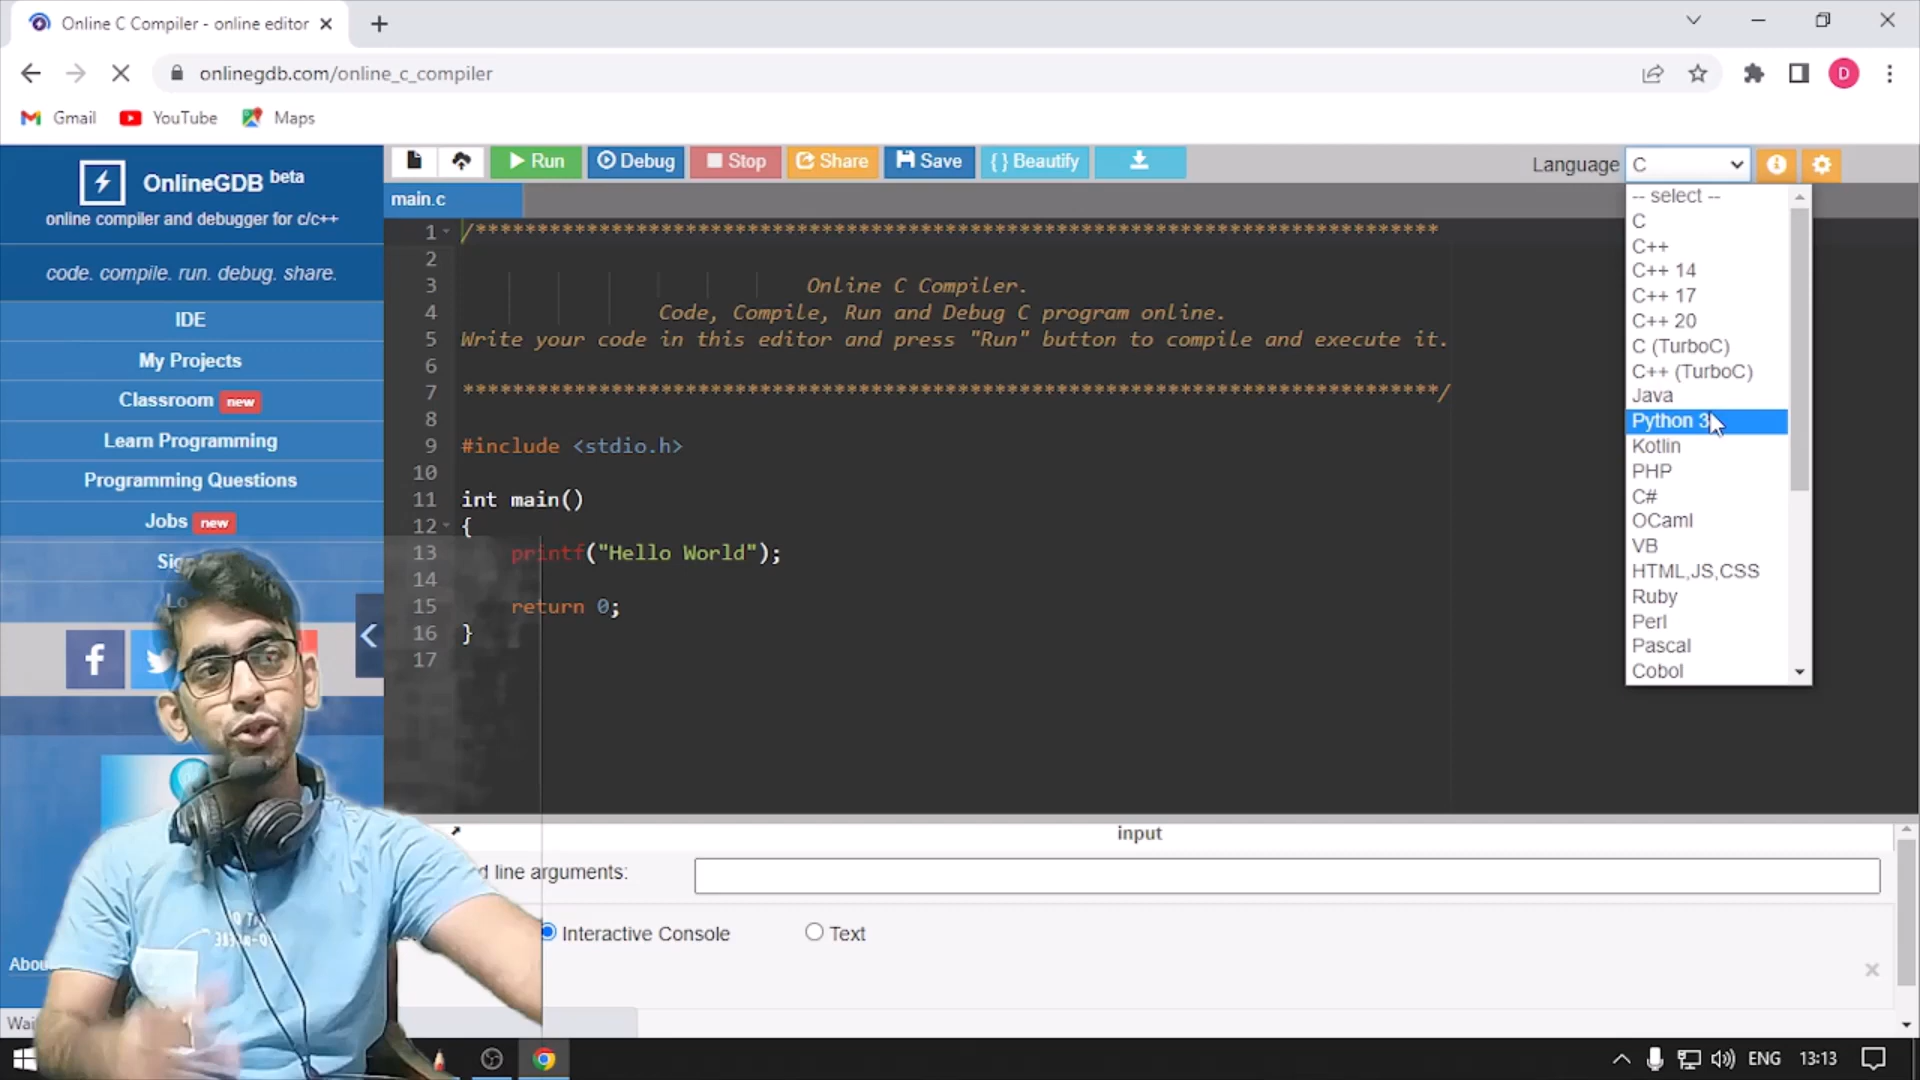 Online C Compiler - online editor
onlinegdb.com/online_c_compiler
D
Gmail YouTube Maps
OnlineGDB beta
online compiler and debugger for c/c++
code. compile. run. debug. share.
IDE
My Projects
Classroom new
Learn Programming
Programming Questions
Jobs new
Run Debug Stop Share Save { } Beautify
Language C
main.c
1 /******************************************************************************
2
3 Online C Compiler.
4 Code, Compile, Run and Debug C program online.
5 Write your code in this editor and press "Run" button to compile and execute it.
6
7 *******************************************************************************/
8
9 #include <stdio.h>
10
11 int main()
12 {
13 printf("Hello World");
14
15 return 0;
16 }
17
-- select --
C
C++
C++ 14
C++ 17
C++ 20
C (TurboC)
C++ (TurboC)
Java
Python 3
Kotlin
PHP
C#
OCaml
VB
HTML,JS,CSS
Ruby
Perl
Pascal
Cobol
input
line arguments:
Interactive Console Text
ENG 13:13